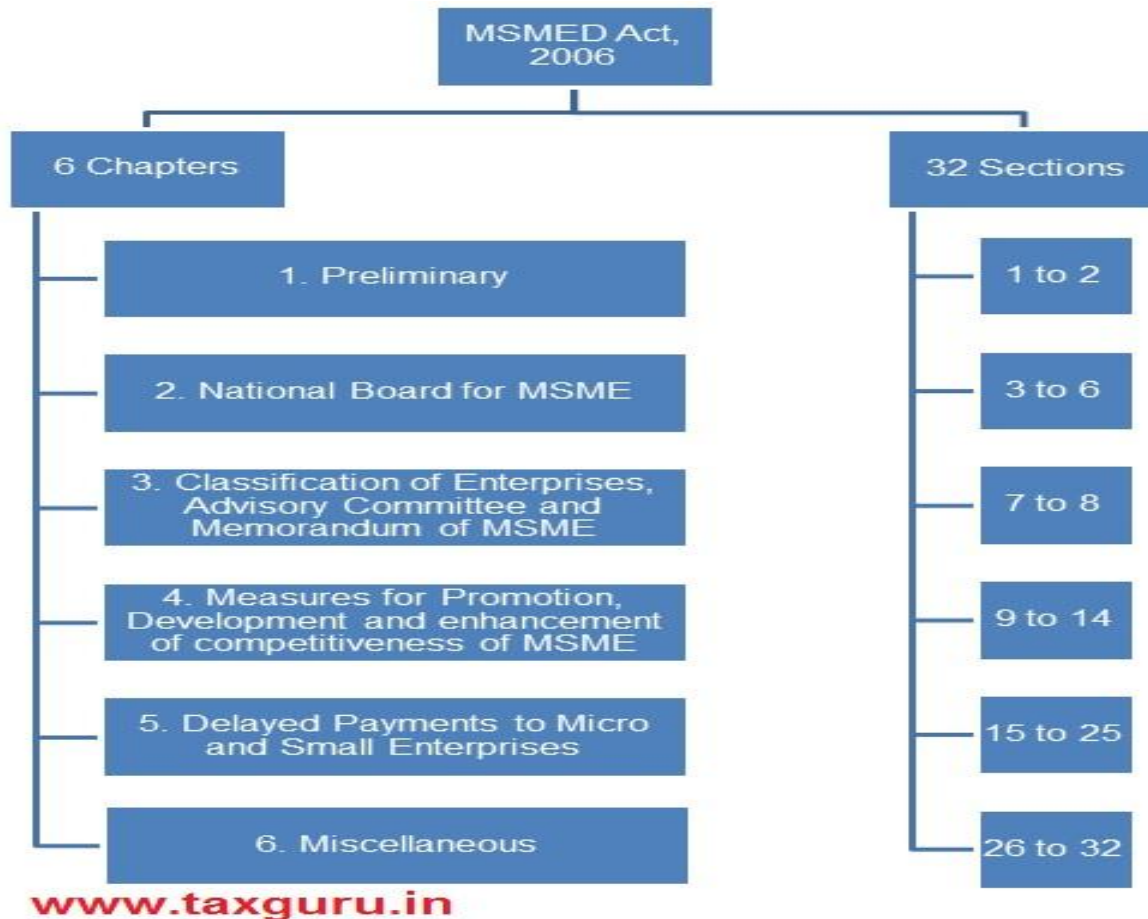 MSMED Act,
2006
6 Chapters
32 Sections
1. Preliminary
1 to 2
2. National Board for MSME
3 to 6
3. Classification of Enterprises,
Advisory Committee and
Memorandum of MSME
7 to 8
4. Measures for Promotion,
Development and enhancement
of competitiveness of MSME
9 to 14
5. Delayed Payments to Micro
and Small Enterprises
15 to 25
6. Miscellaneous
26 to 32
www.taxguru.in